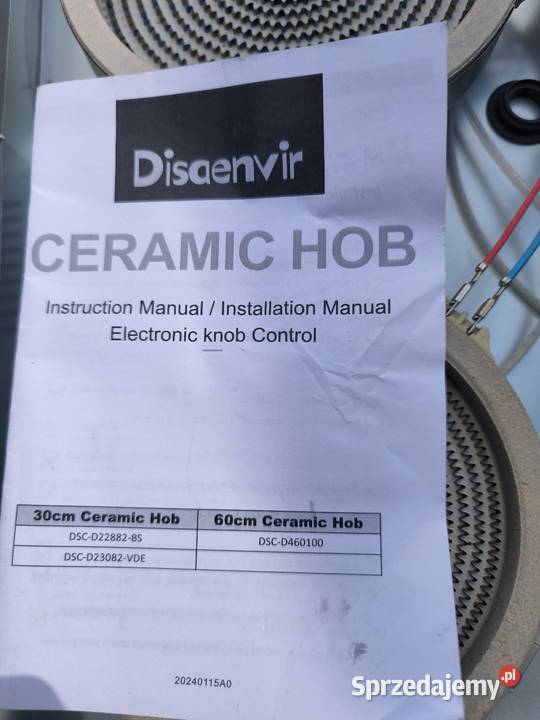 Disaenvir
CERAMIC HOB
Instruction Manual / Installation Manual
Electronic knob Control
30cm Ceramic Hob 60cm Ceramic Hob
DSC-D22882-BS DSC-D460100
DSC-D23082-VDE
20240115A0
Sprzedajemy.pl